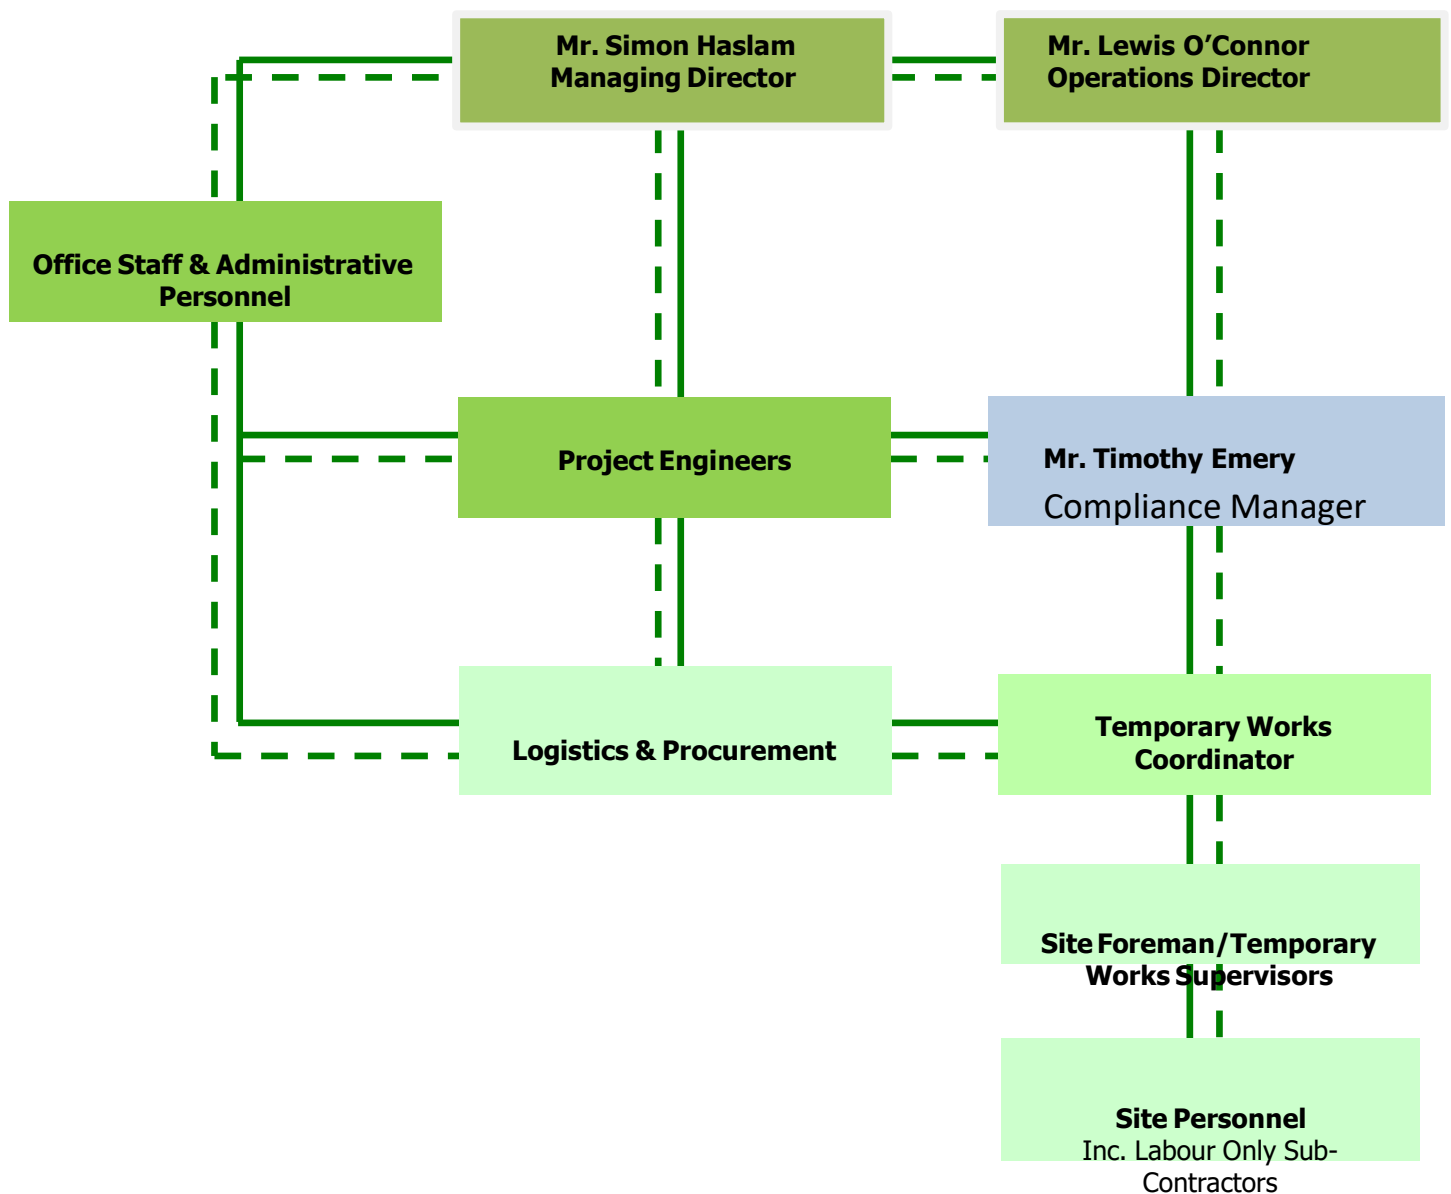 Mr. Simon Haslam
Managing Director
Mr. Lewis O’Connor
Operations Director
Office Staff & Administrative
Personnel
Project Engineers
Mr. Timothy Emery
Compliance Manager
Logistics & Procurement
Temporary Works
Coordinator
Site Foreman/Temporary
Works Supervisors
Site Personnel
Inc. Labour Only Sub-
Contractors